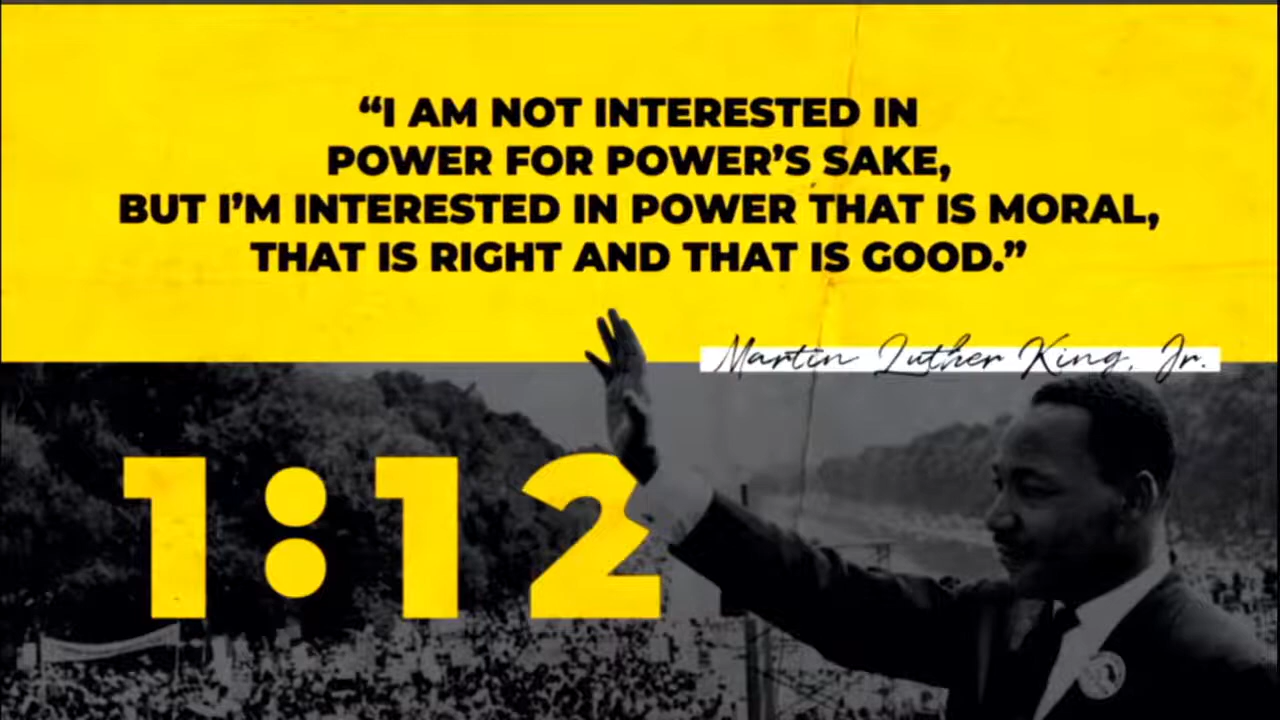 “I AM NOT INTERESTED IN
POWER FOR POWER’S SAKE,
BUT I’M INTERESTED IN POWER THAT IS MORAL,
THAT IS RIGHT AND THAT IS GOOD.”
Martin Luther King, Jr.
1:12